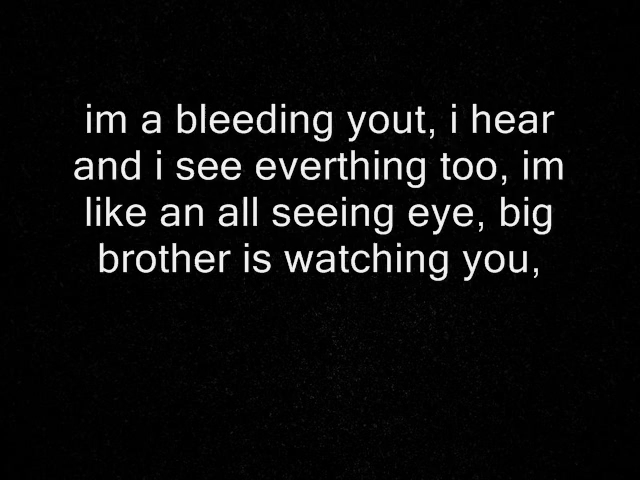 im a bleeding yout, i hear
and i see everthing too, im
like an all seeing eye, big
brother is watching you,